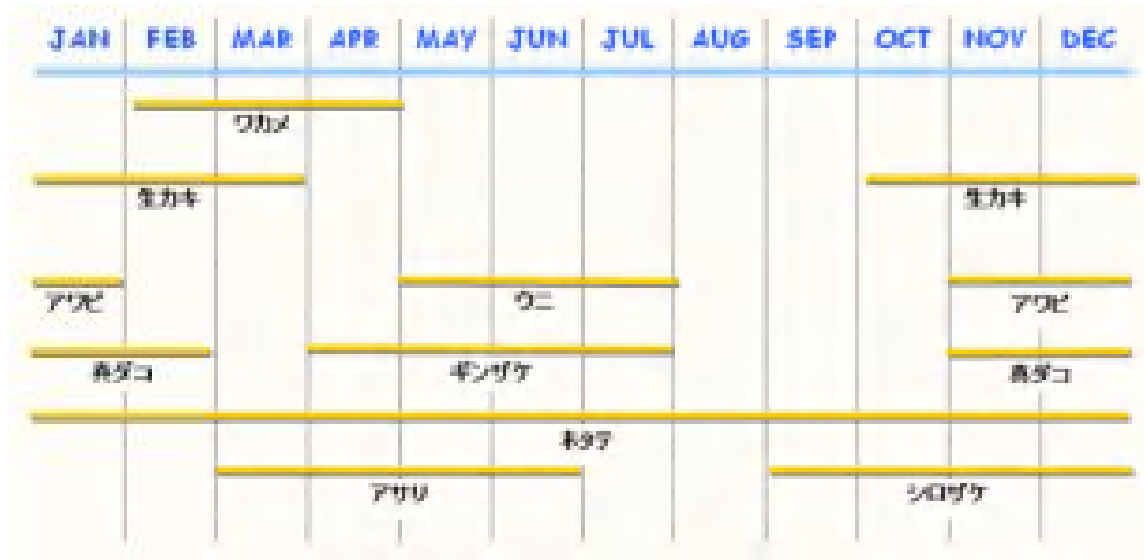 JAN FEB MAR APR MAY JUN JUL AUG SEP OCT NOV DEC
ワカメ
生カキ 生カキ
アワビ ウニ アワビ
真ダコ ギンザケ 真ダコ
ホタテ
アサリ シロザケ